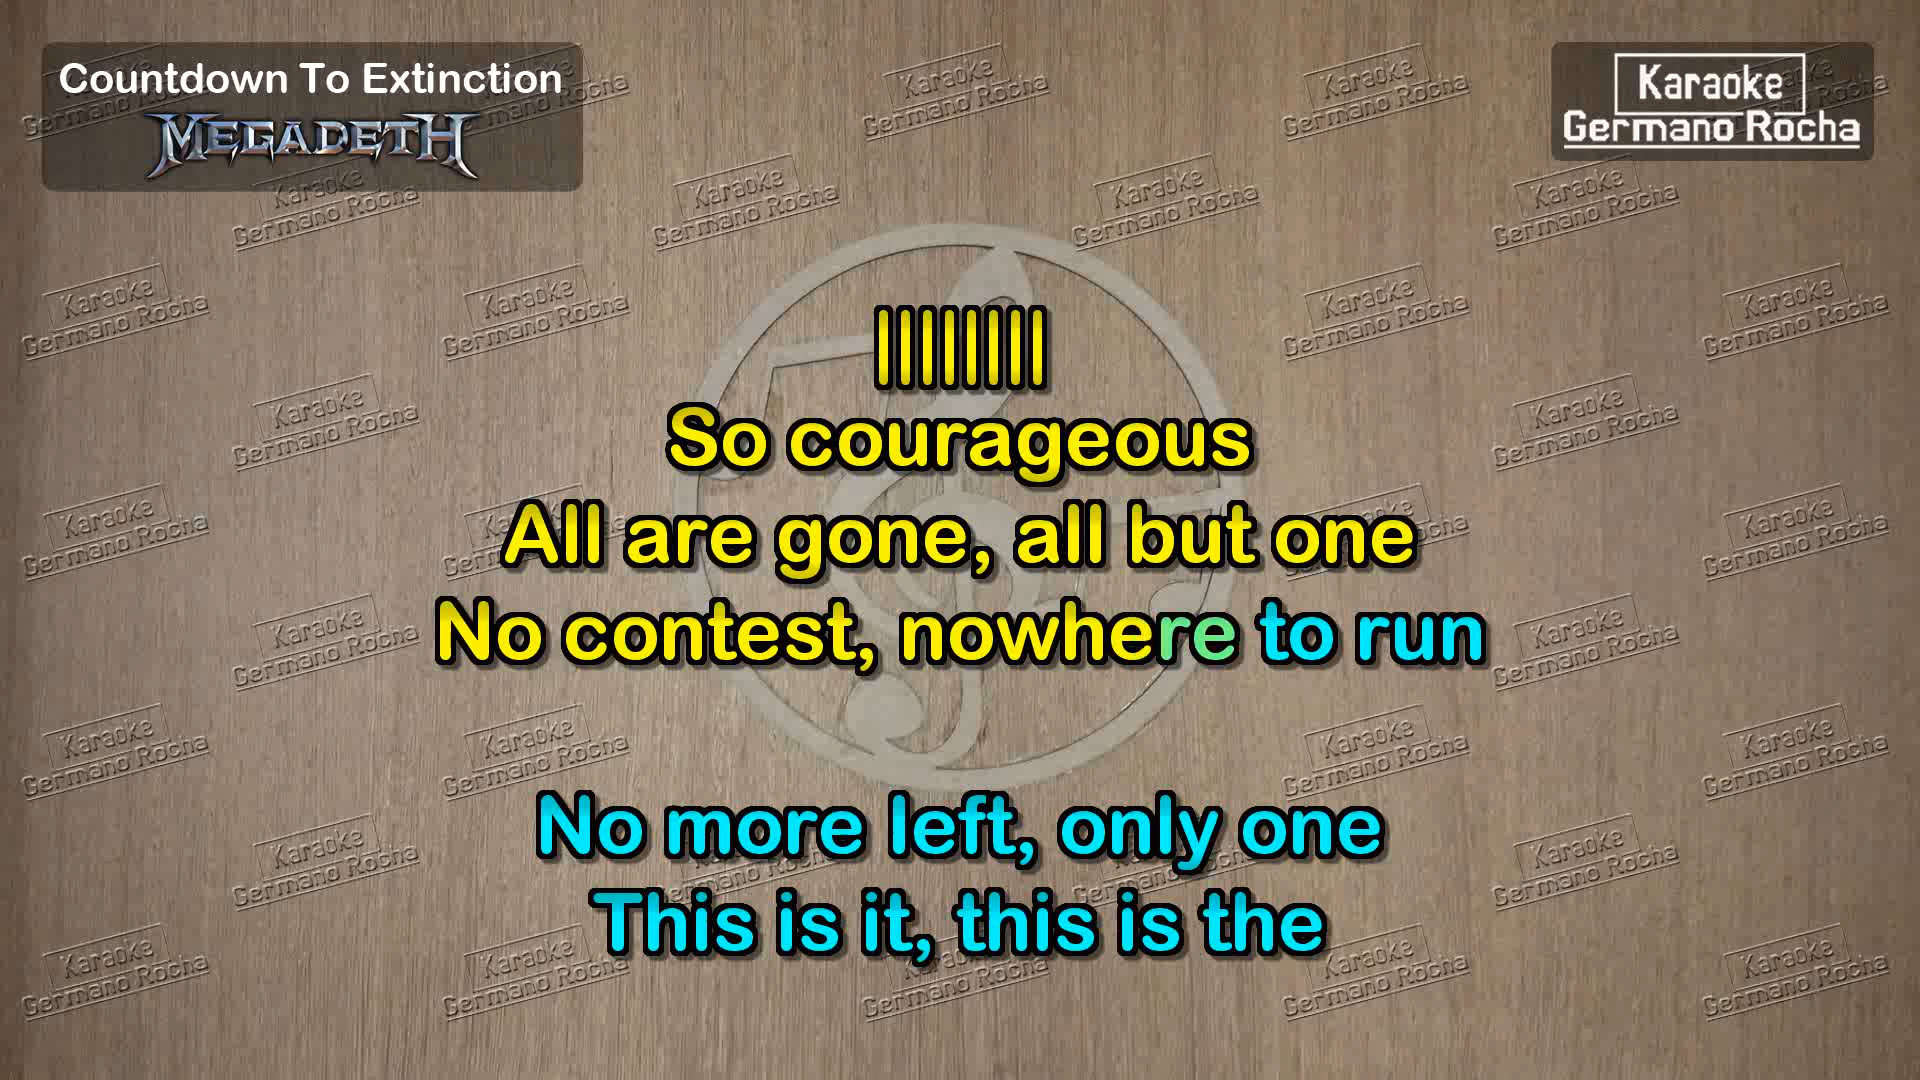 Countdown To Extinction
MEGADETH
Karaoke
Germano Rocha
||||||||
So courageous
All are gone, all but one
No contest, nowhere to run
No more left, only one
This is it, this is the